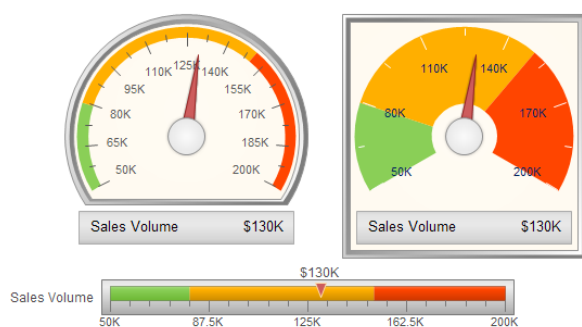 50K
65K
80K
95K
110K
125K
140K
155K
170K
185K
200K
Sales Volume $130K
50K
80K
110K
140K
170K
200K
Sales Volume $130K
$130K
Sales Volume
50K 87.5K 125K 162.5K 200K